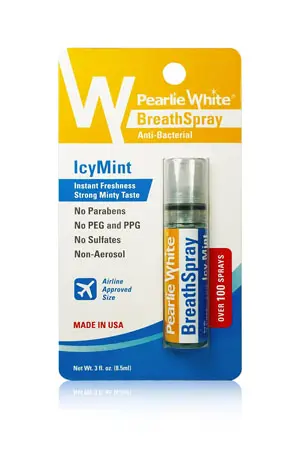 W
Pearlie White®
BreathSpray
Anti-Bacterial
IcyMint
Instant Freshness
Strong Minty Taste
No Parabens
No PEG and PPG
No Sulfates
Non-Aerosol
Airline
Approved
Size
MADE IN USA
Net Wt. 3 fl. oz. (8.5ml)
Pearlie White
BreathSpray
Icy Mint
OVER 100 SPRAYS